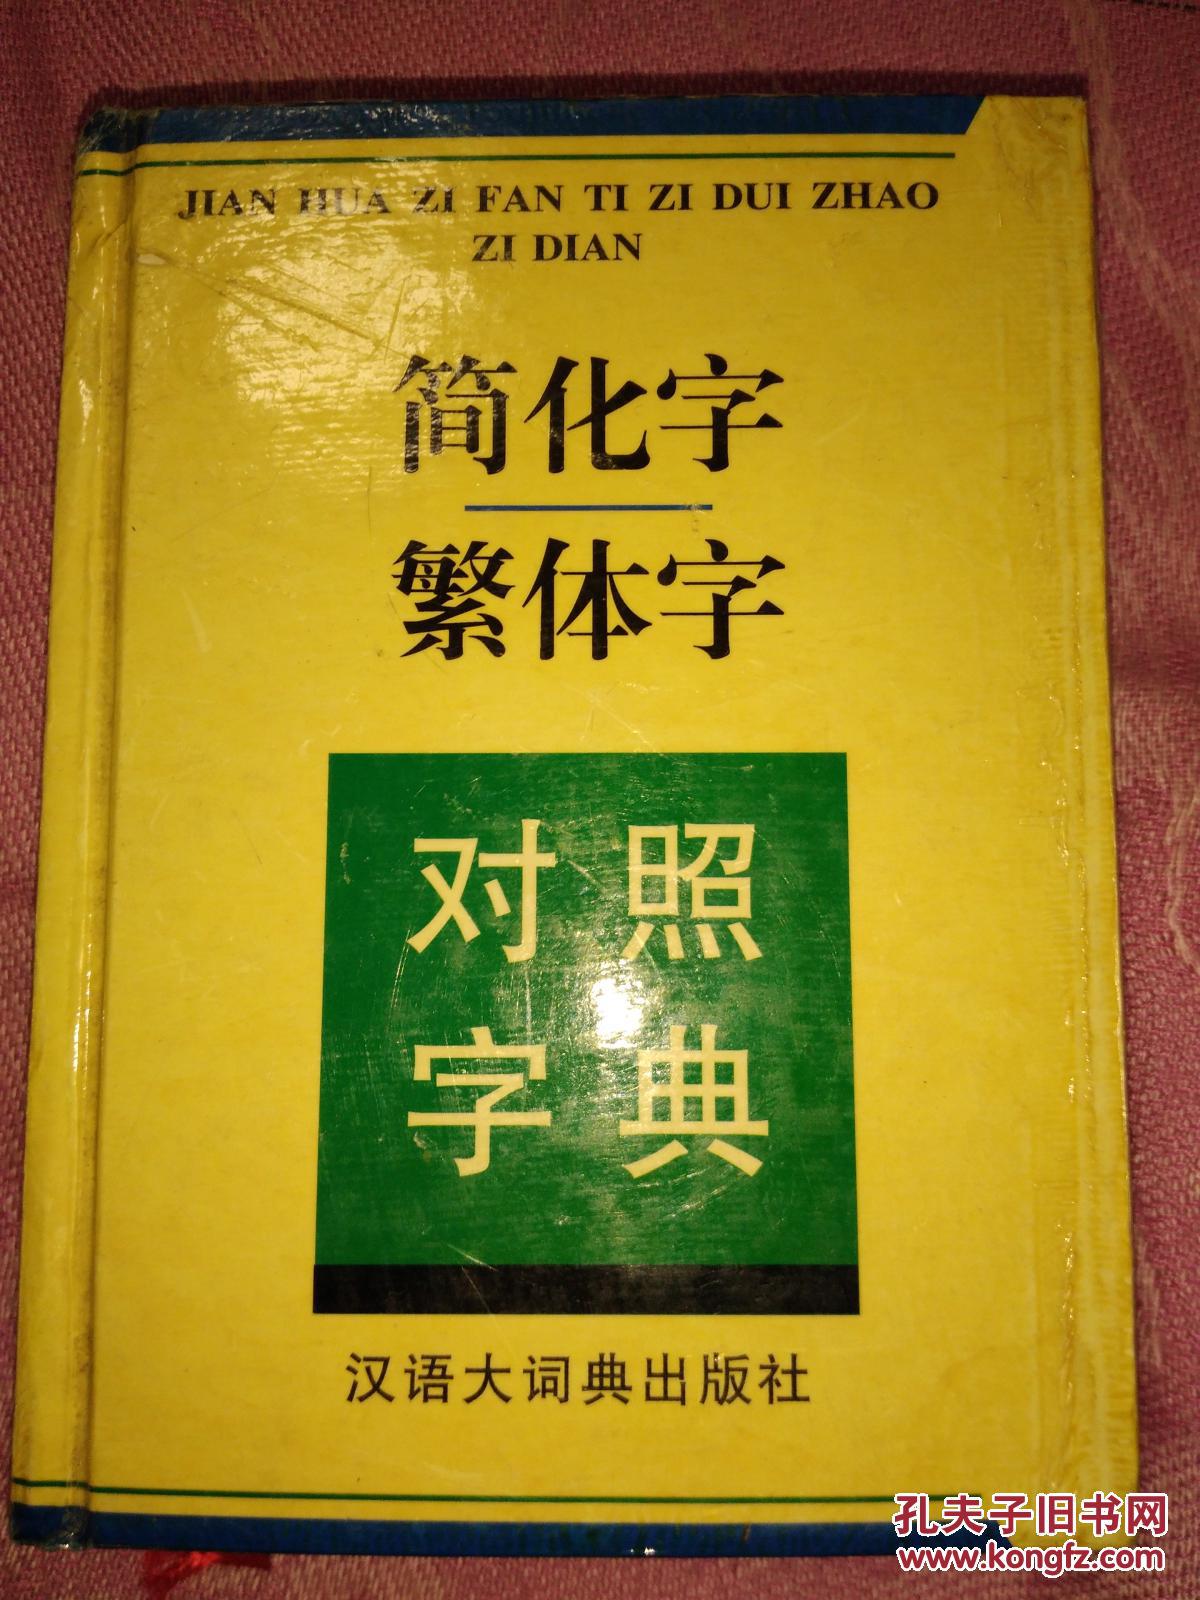 JIAN HUA ZI FAN TI ZI DUI ZHAO
ZI DIAN
简化字
繁体字
对照
字典
汉语大词典出版社
孔夫子旧书网
www.kongfz.com